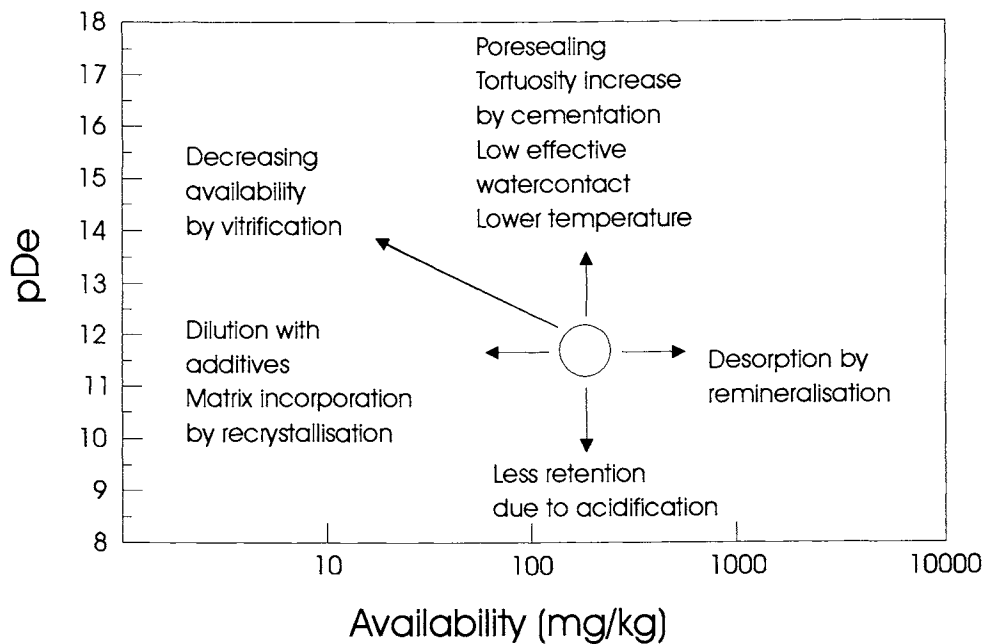 18
17
16
15
14
13
12
11
10
9
8
pDe
Poresealing
Tortuosity increase
by cementation
Low effective
watercontact
Lower temperature
Decreasing
availability
by vitrification
Dilution with
additives
Matrix incorporation
by recrystallisation
Desorption by
remineralisation
Less retention
due to acidification
10
100
1000
10000
Availability (mg/kg)